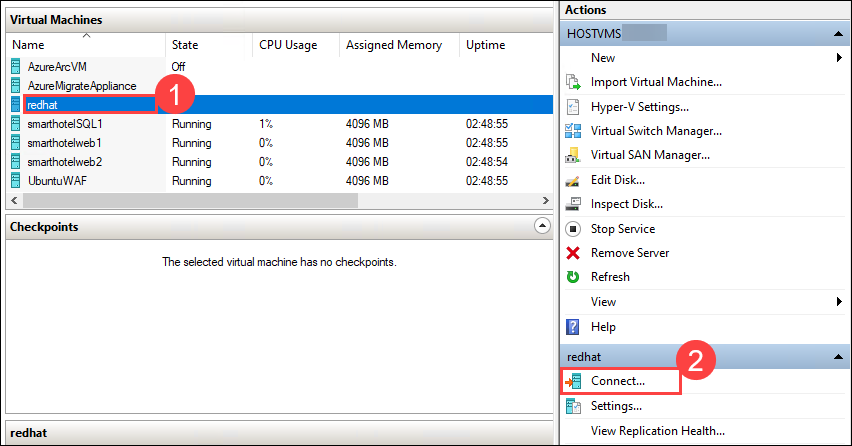 Virtual Machines
Name State CPU Usage Assigned Memory Uptime
AzureArcVM Off
AzureMigrateAppliance
redhat 1
smarthotelSQL1 Running 1% 4096 MB 02:48:55
smarthotelweb1 Running 0% 4096 MB 02:48:55
smarthotelweb2 Running 0% 4096 MB 02:48:54
UbuntuWAF Running 0% 4096 MB 02:48:55
Checkpoints
The selected virtual machine has no checkpoints.
redhat
Actions
HOSTVMS
New
Import Virtual Machine...
Hyper-V Settings...
Virtual Switch Manager...
Virtual SAN Manager...
Edit Disk...
Inspect Disk...
Stop Service
Remove Server
Refresh
View
Help
redhat
2
Connect...
Settings...
View Replication Health...